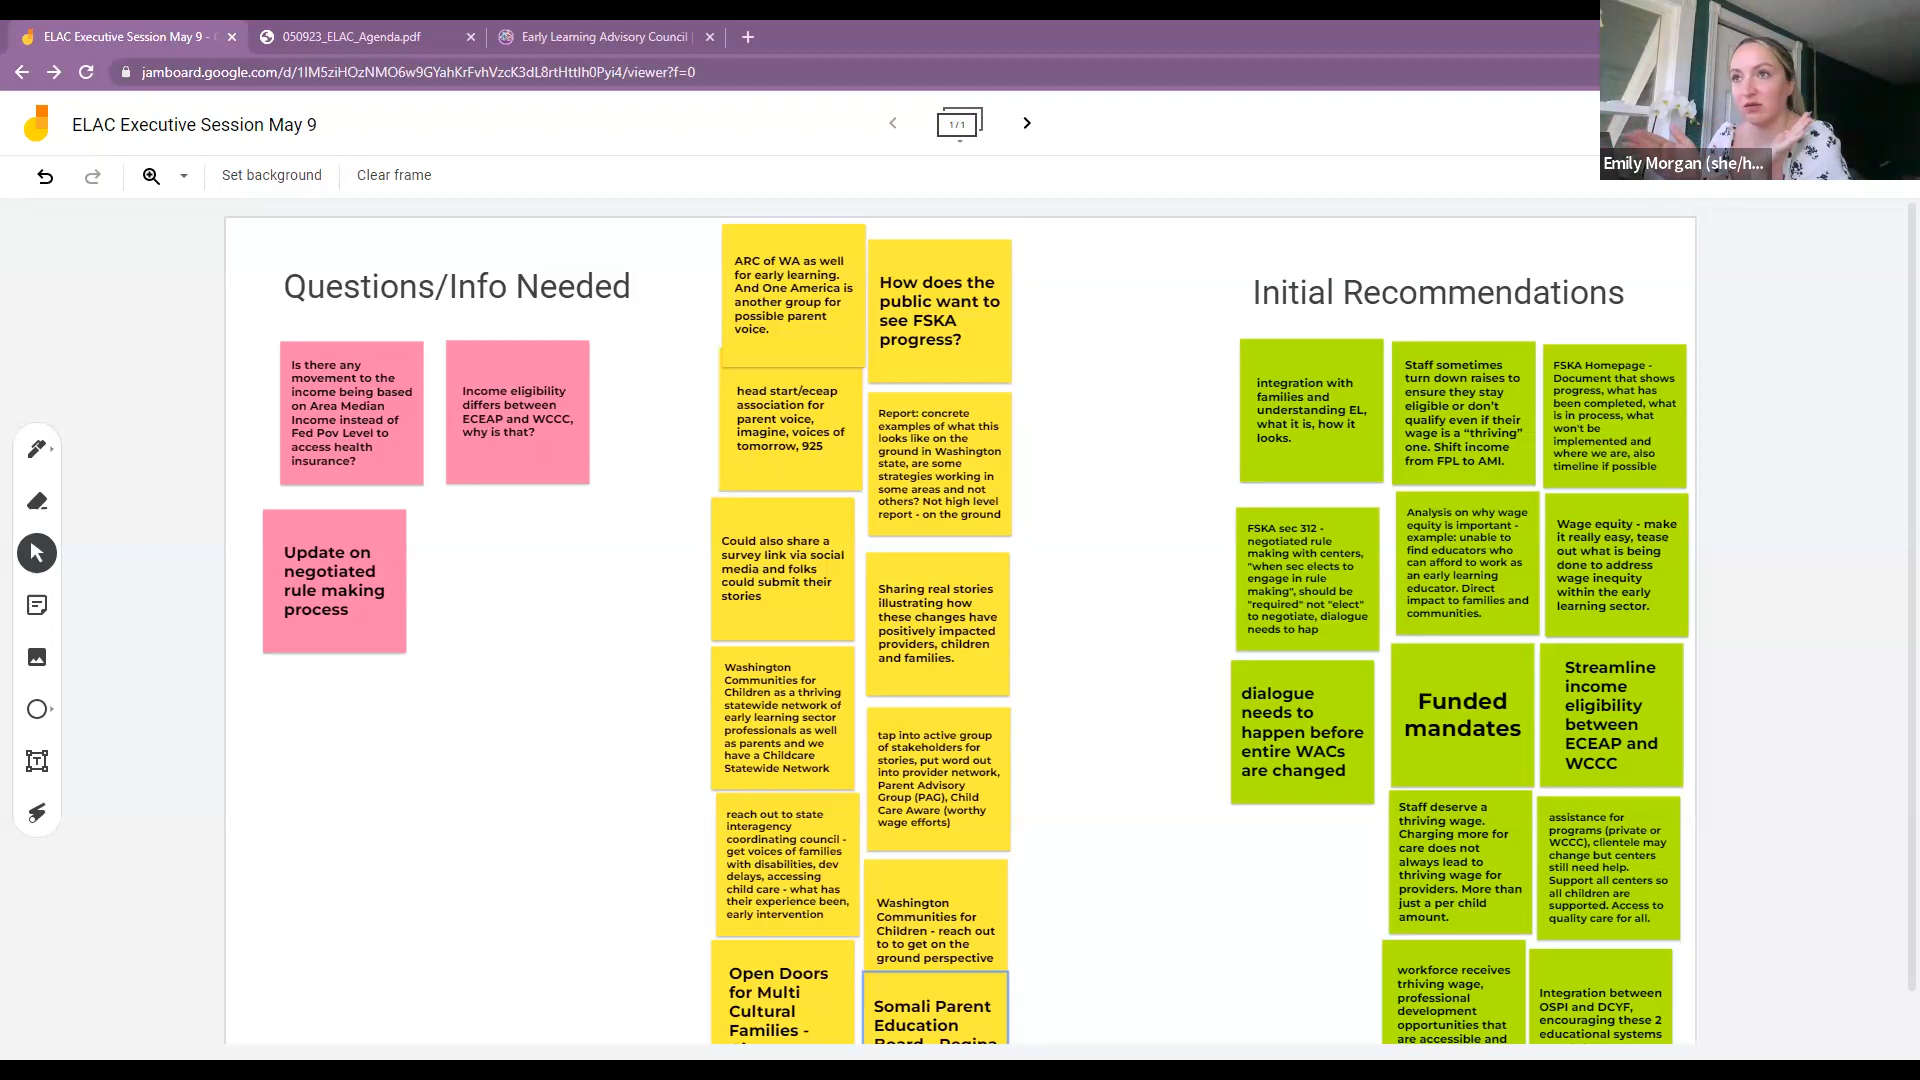 ELAC Executive Session May 9 -
050923_ELAC_Agenda.pdf
Early Learning Advisory Council
jamboard.google.com/d/1IM5ziHOzNMO6w9GYahKrFvhVzcK3dL8rtHttIh0Pyi4/viewer?f=0
Emily Morgan (she/h...
ELAC Executive Session May 9
1 / 1
Set background
Clear frame
Questions/Info Needed
Is there any
movement to the
income being based
on Area Median
Income instead of
Fed Pov Level to
access health
insurance?
Income eligibility
differs between
ECEAP and WCCC,
why is that?
Update on
negotiated
rule making
process
ARC of WA as well
for early learning.
And One America is
another group for
possible parent
voice.
How does the
public want to
see FSKA
progress?
head start/eceap
association for
parent voice,
imagine, voices of
tomorrow, 925
Report: concrete
examples of what this
looks like on the
ground in Washington
state, are some
strategies working in
some areas and not
others? Not high level
report - on the ground
Could also share a
survey link via social
media and folks
could submit their
stories
Sharing real stories
illustrating how
these changes have
positively impacted
providers, children
and families.
Washington
Communities for
Children as a thriving
statewide network of
early learning sector
professionals as well
as parents and we
have a Childcare
Statewide Network
tap into active group
of stakeholders for
stories, put word out
into provider network,
Parent Advisory
Group (PAG), Child
Care Aware (worthy
wage efforts)
reach out to state
interagency
coordinating council -
get voices of families
with disabilities, dev
delays, accessing
child care - what has
their experience been,
early intervention
Washington
Communities for
Children - reach out
to to get on the
ground perspective
Open Doors
for Multi
Cultural
Families -
Somali Parent
Education
Board - Regina
Initial Recommendations
integration with
families and
understanding EL,
what it is, how it
looks.
Staff sometimes
turn down raises to
ensure they stay
eligible or don't
qualify even if their
wage is a “thriving”
one. Shift income
from FPL to AMI.
FSKA Homepage -
Document that shows
progress, what has
been completed, what
is in process, what
won't be
implemented and
where we are, also
timeline if possible
FSKA sec 312 -
negotiated rule
making with centers,
"when sec elects to
engage in rule
making", should be
"required" not "elect"
to negotiate, dialogue
needs to hap
Analysis on why wage
equity is important -
example: unable to
find educators who
can afford to work as
an early learning
educator. Direct
impact to families and
communities.
Wage equity - make
it really easy, tease
out what is being
done to address
wage inequity
within the early
learning sector.
dialogue
needs to
happen before
entire WACs
are changed
Funded
mandates
Streamline
income
eligibility
between
ECEAP and
WCCC
Staff deserve a
thriving wage.
Charging more for
care does not
always lead to
thriving wage for
providers. More than
just a per child
amount.
assistance for
programs (private or
WCCC), clientele may
change but centers
still need help.
Support all centers so
all children are
supported. Access to
quality care for all.
workforce receives
trhiving wage,
professional
development
opportunities that
are accessible and
Integration between
OSPI and DCYF,
encouraging these 2
educational systems